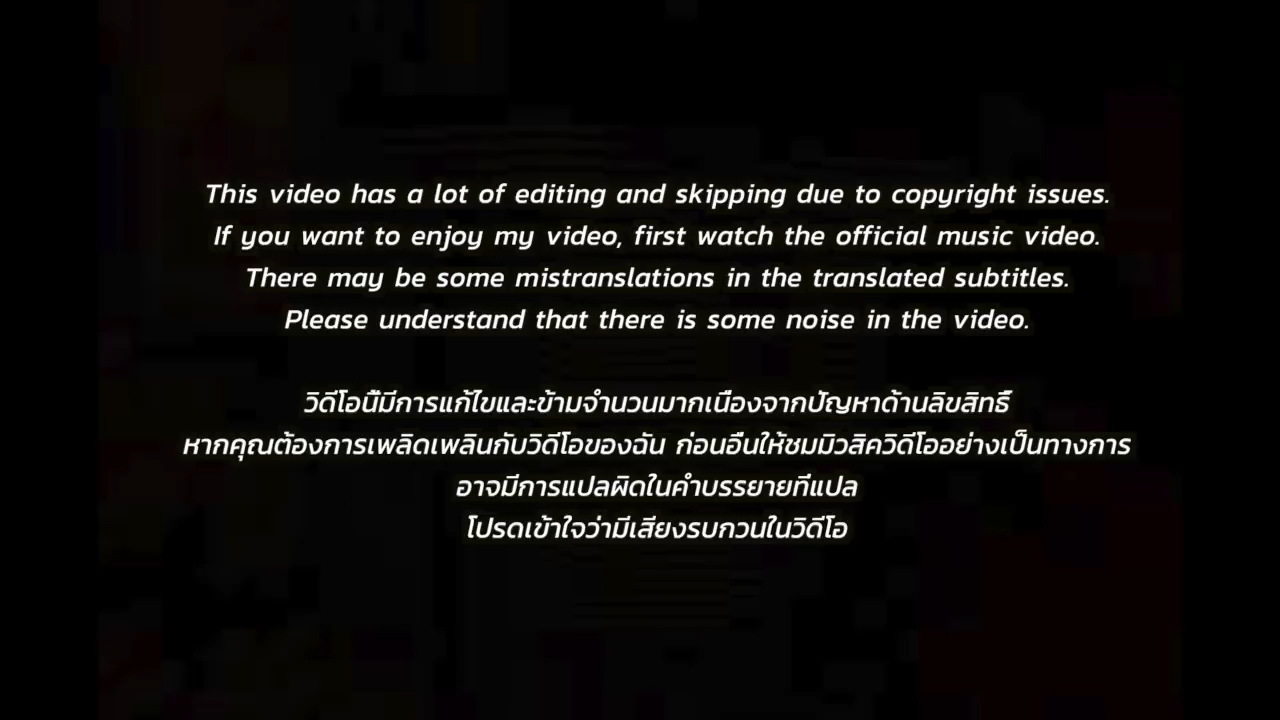 This video has a lot of editing and skipping due to copyright issues.
If you want to enjoy my video, first watch the official music video.
There may be some mistranslations in the translated subtitles.
Please understand that there is some noise in the video.
วิดีโอนี้มีการแก้ไขและข้ามจำนวนมากเนื่องจากปัญหาด้านลิขสิทธิ์
หากคุณต้องการเพลิดเพลินกับวิดีโอของฉัน ก่อนอื่นให้ชมมิวสิควิดีโออย่างเป็นทางการ
อาจมีการแปลผิดในคำบรรยายที่แปล
โปรดเข้าใจว่ามีเสียงรบกวนในวิดีโอ